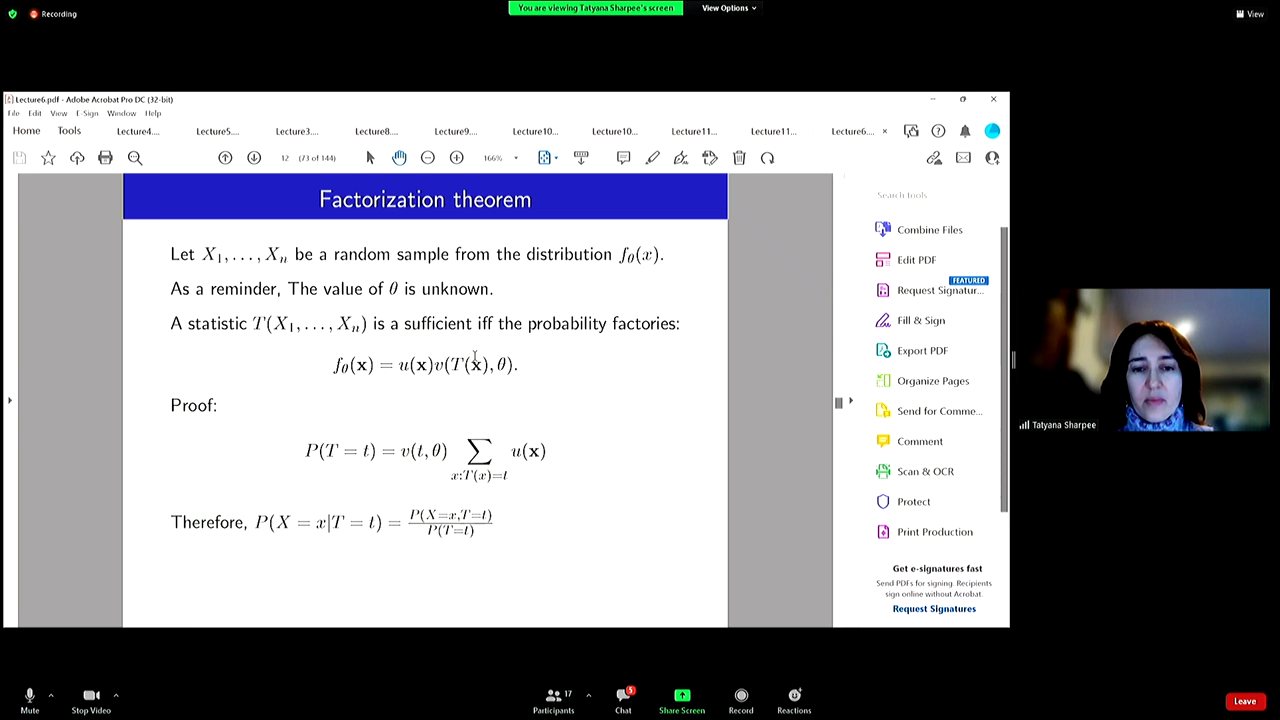 Recording
You are viewing Tatyana Sharpee's screen
View Options
View
Lecture6.pdf - Adobe Acrobat Pro DC (32-bit)
File Edit View E-Sign Window Help
Home Tools Lecture4.... Lecture5.... Lecture3.... Lecture8.... Lecture9.... Lecture10... Lecture10... Lecture11... Lecture11... Lecture6.... ×
12 (73 of 144) 166%
Factorization theorem
Let X₁, . . . , Xₙ be a random sample from the distribution f_θ(x).
As a reminder, The value of θ is unknown.
A statistic T(X₁, . . . , Xₙ) is a sufficient iff the probability factories:
f_θ(x) = u(x)v(T(x), θ).
Proof:
P(T = t) = v(t, θ) ∑ u(x)
x:T(x)=t
Therefore, P(X = x|T = t) = P(X=x,T=t) / P(T=t)
Search tools
Combine Files
Edit PDF
FEATURED
Request Signatur...
Fill & Sign
Export PDF
Organize Pages
Send for Comme...
Comment
Scan & OCR
Protect
Print Production
Get e-signatures fast
Send PDFs for signing. Recipients
sign online without Acrobat.
Request Signatures
Tatyana Sharpee
Mute
Stop Video
17
Participants
5
Chat
Share Screen
Record
Reactions
Leave